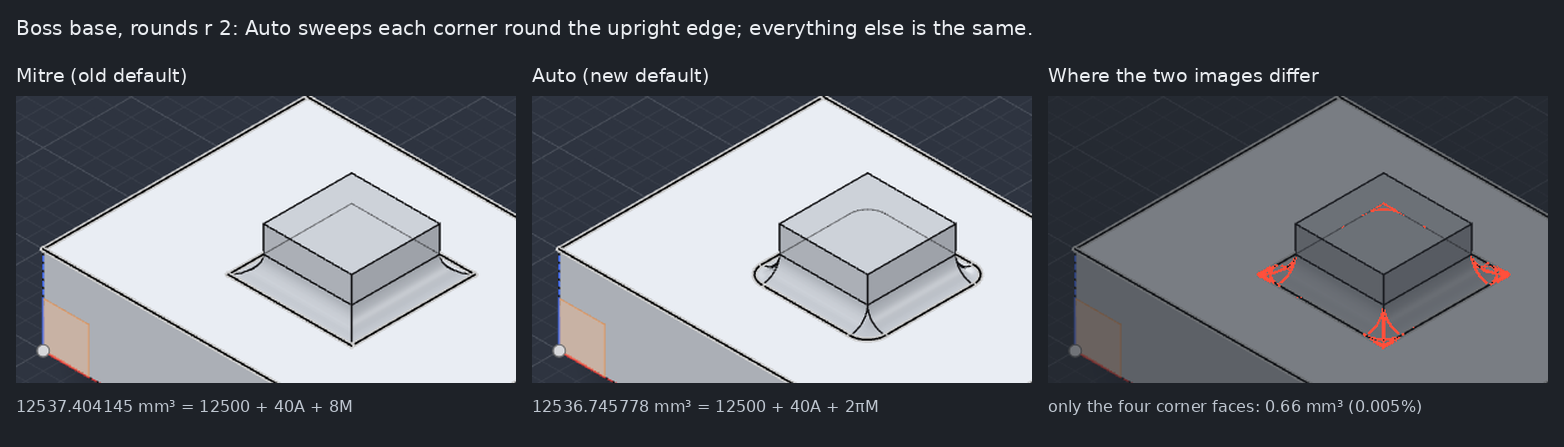 Boss base, rounds r 2: Auto sweeps each corner round the upright edge; everything else is the same.
Mitre (old default)
Auto (new default)
Where the two images differ
12537.404145 mm³ = 12500 + 40A + 8M
12536.745778 mm³ = 12500 + 40A + 2πM
only the four corner faces: 0.66 mm³ (0.005%)